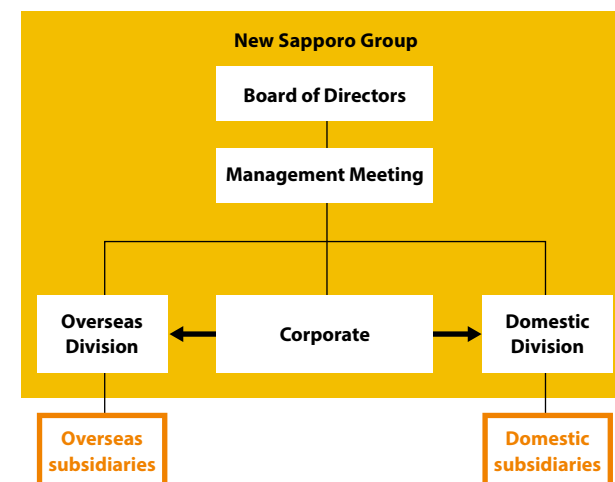 New Sapporo Group
Board of Directors
Management Meeting
Overseas
Division
Corporate
Domestic
Division
Overseas
subsidiaries
Domestic
subsidiaries